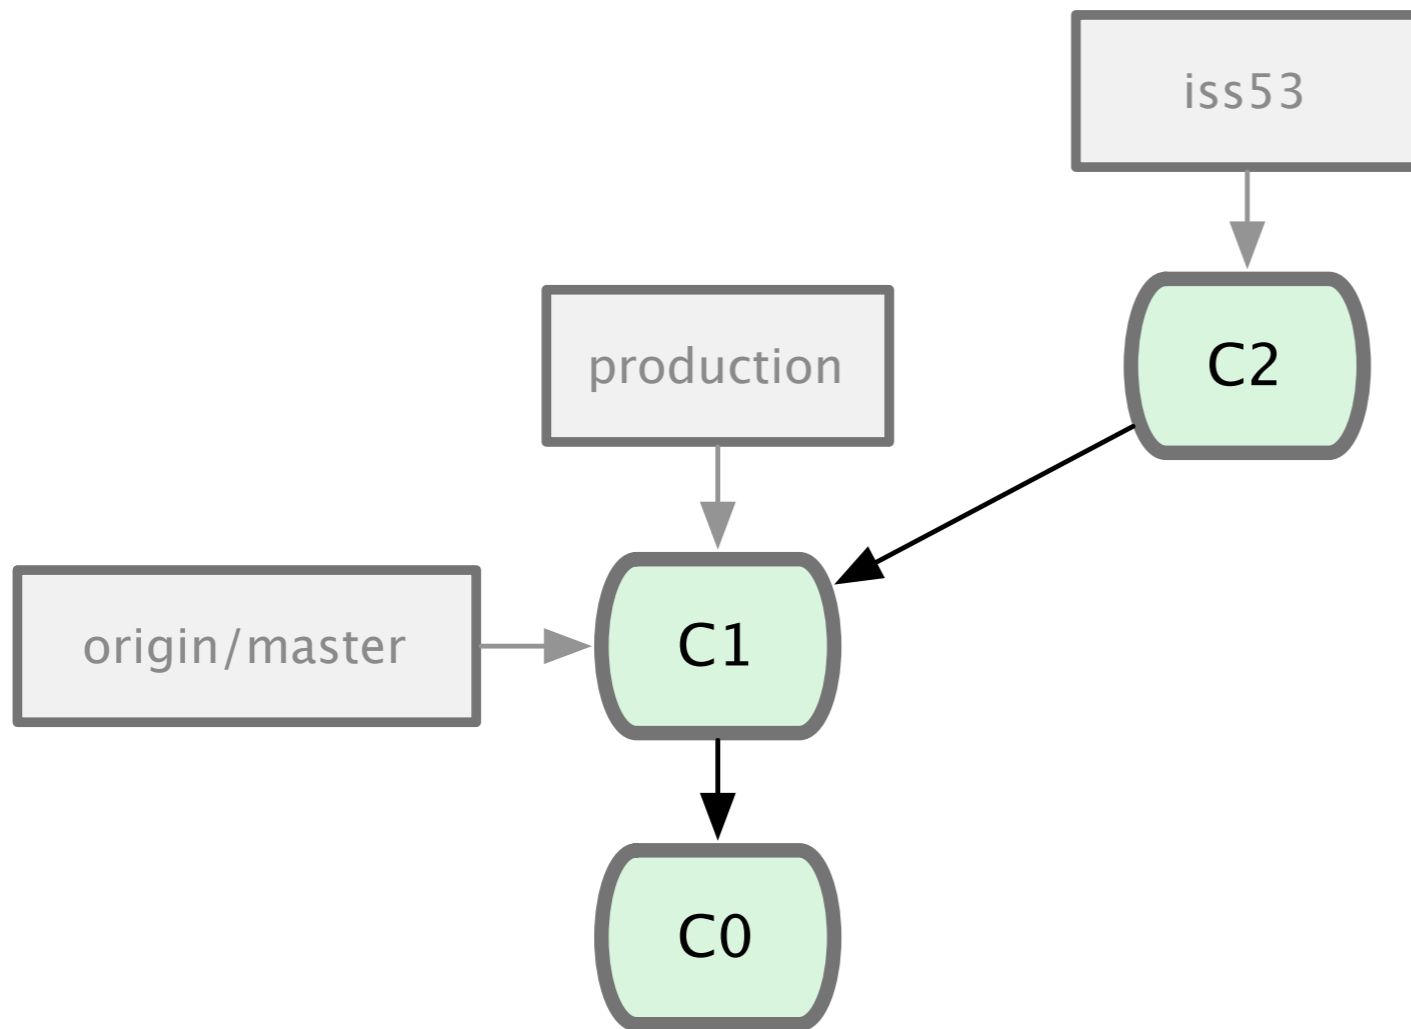 iss53
C2
production
origin/master
C1
C0